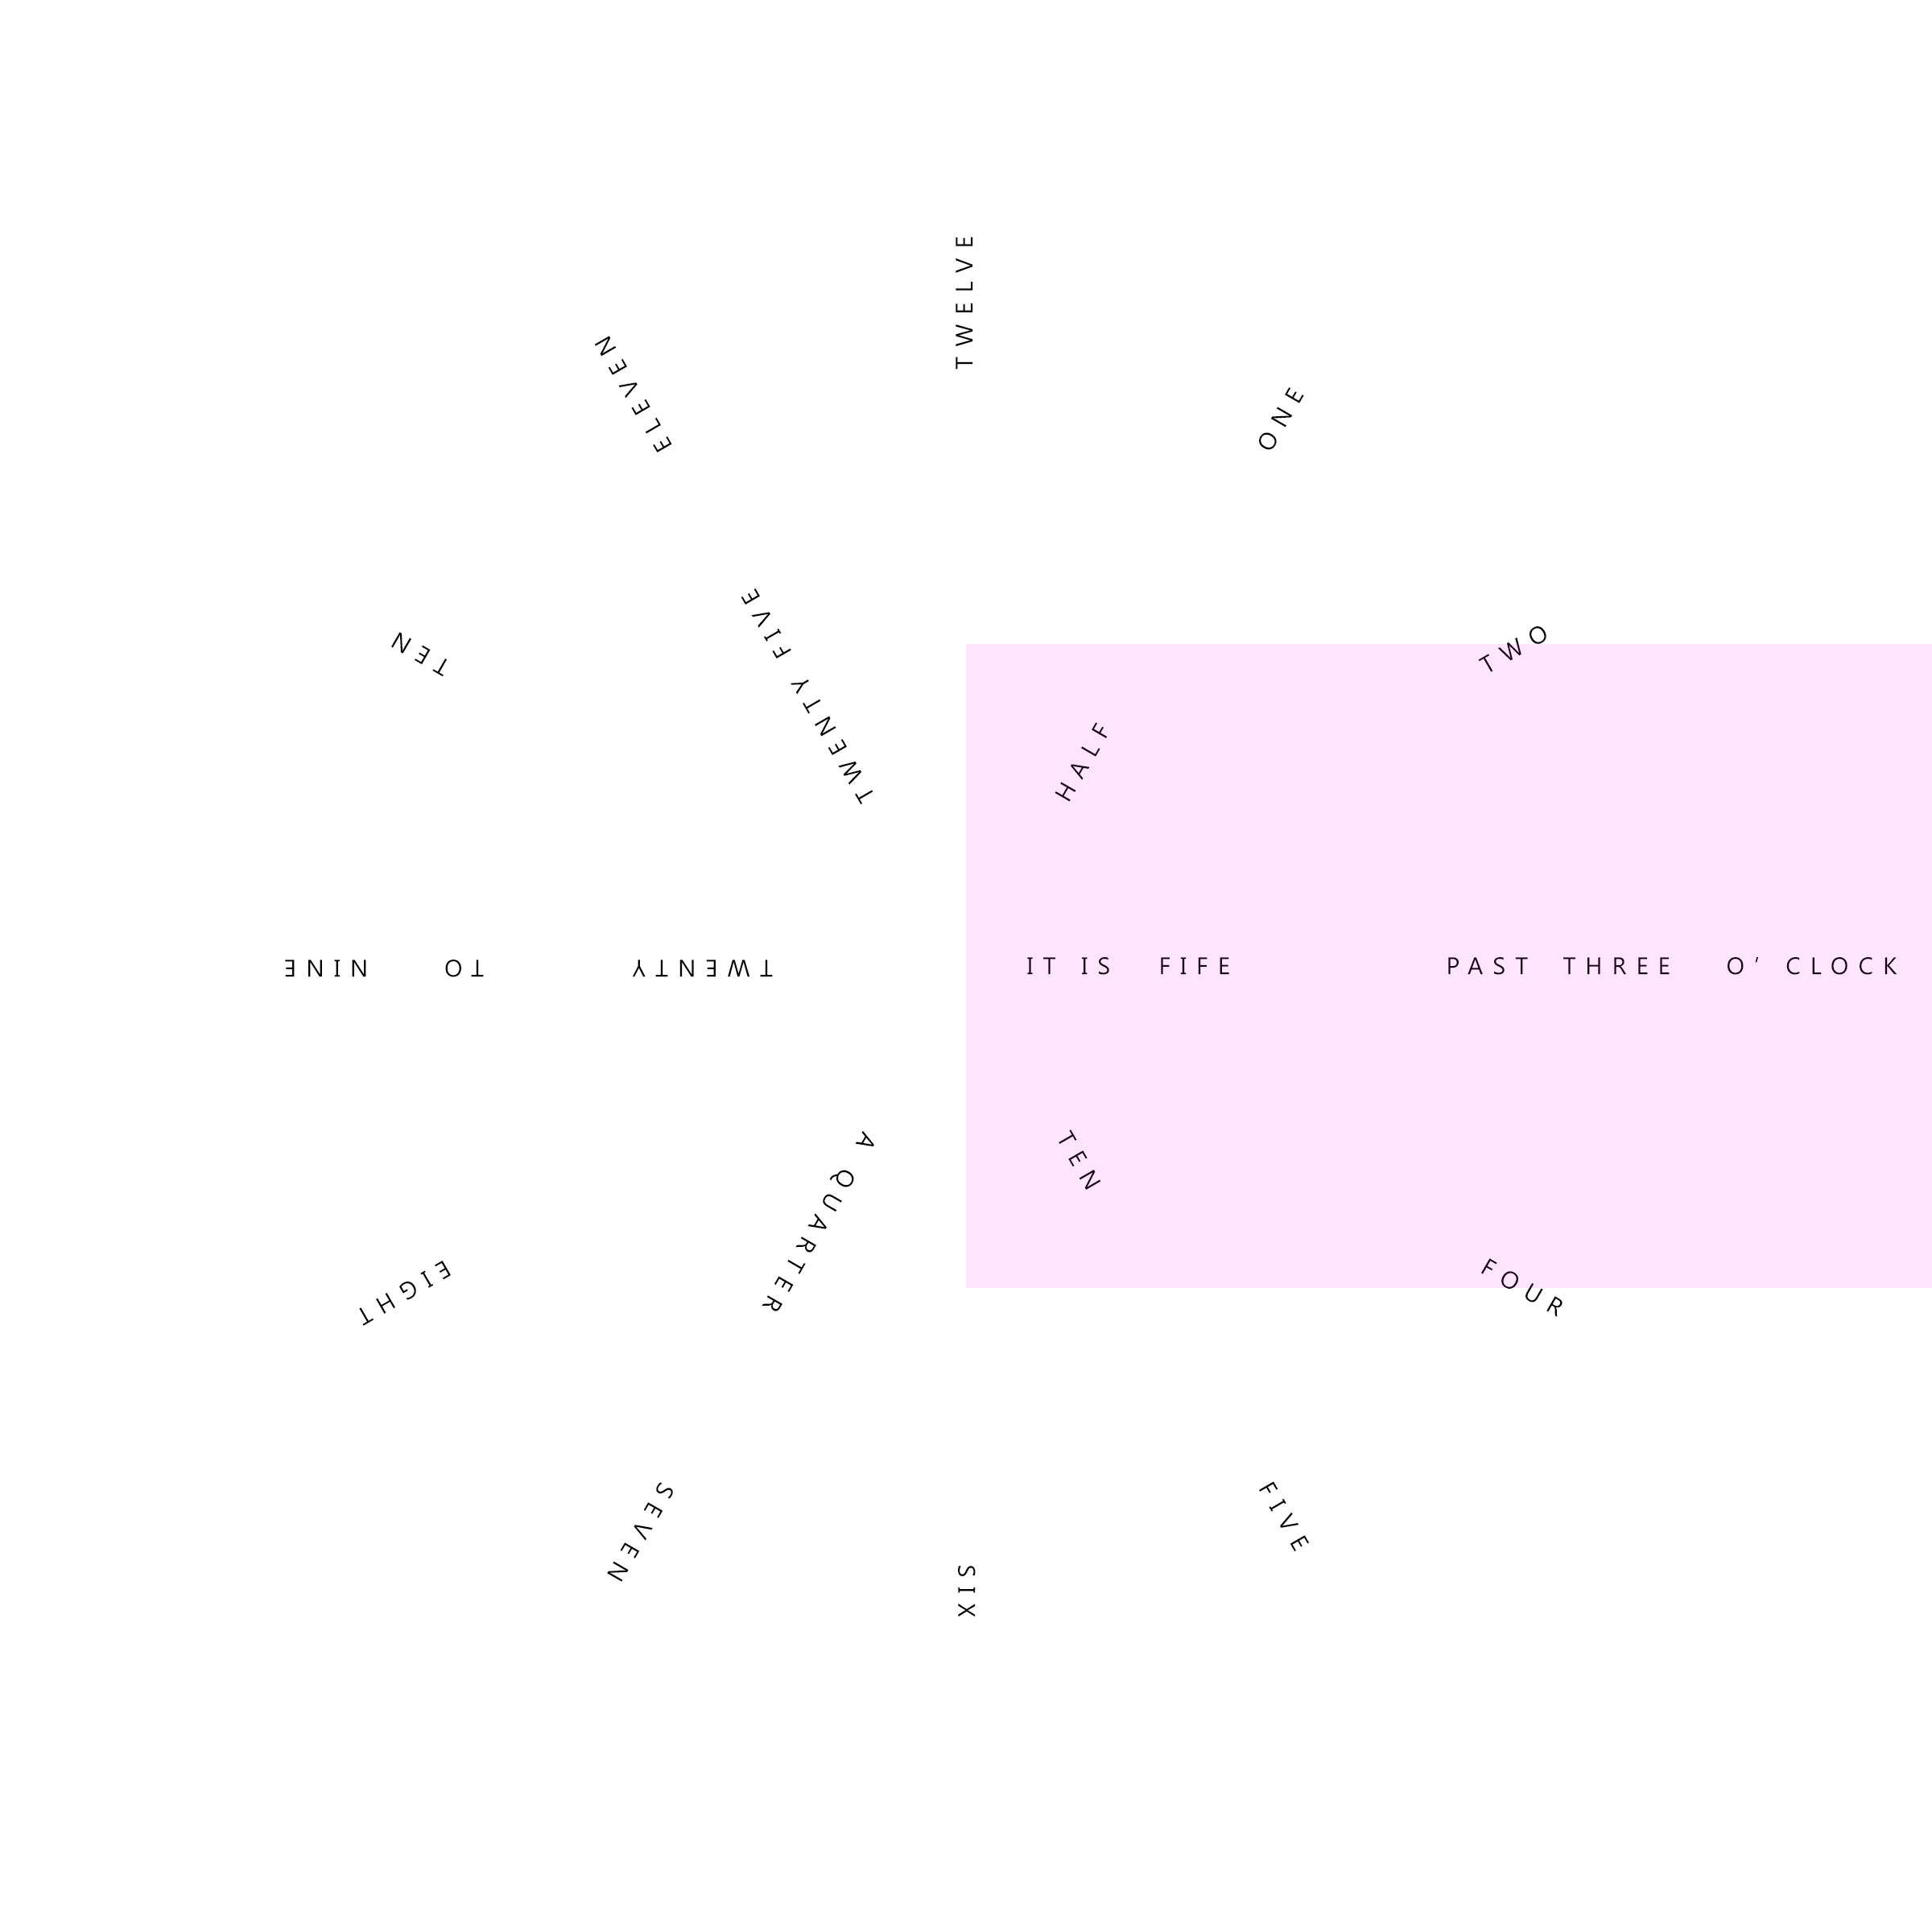 TWELVE
ELEVEN
ONE
TEN
TWENTY FIVE
TWO
HALF
IT IS FIFE PAST THREE O' CLOCK
TWENTY TO NINE
TEN
A QUARTER
FOUR
EIGHT
FIVE
SEVEN
SIX